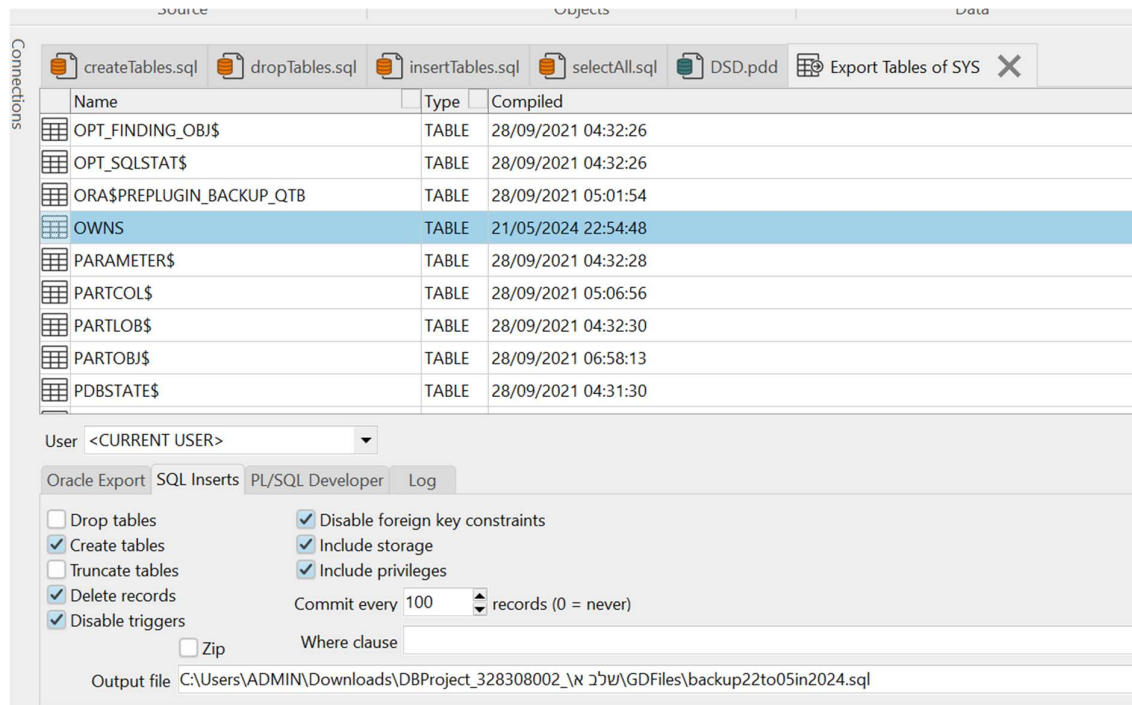 Source Objects Data
Connections
createTables.sql dropTables.sql insertTables.sql selectAll.sql DSD.pdd Export Tables of SYS
Name Type Compiled
OPT_FINDING_OBJ$ TABLE 28/09/2021 04:32:26
OPT_SQLSTAT$ TABLE 28/09/2021 04:32:26
ORA$PREPLUGIN_BACKUP_QTB TABLE 28/09/2021 05:01:54
OWNS TABLE 21/05/2024 22:54:48
PARAMETER$ TABLE 28/09/2021 04:32:28
PARTCOL$ TABLE 28/09/2021 05:06:56
PARTLOB$ TABLE 28/09/2021 04:32:30
PARTOBJ$ TABLE 28/09/2021 06:58:13
PDBSTATE$ TABLE 28/09/2021 04:31:30
User <CURRENT USER>
Oracle Export SQL Inserts PL/SQL Developer Log
Drop tables Disable foreign key constraints
Create tables Include storage
Truncate tables Include privileges
Delete records Commit every 100 records (0 = never)
Disable triggers
Zip Where clause
Output file C:\Users\ADMIN\Downloads\DBProject_328308002_\שלב א\GDFiles\backup22to05in2024.sql